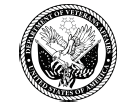 DEPARTMENT OF VETERANS AFFAIRS
UNITED STATES OF AMERICA